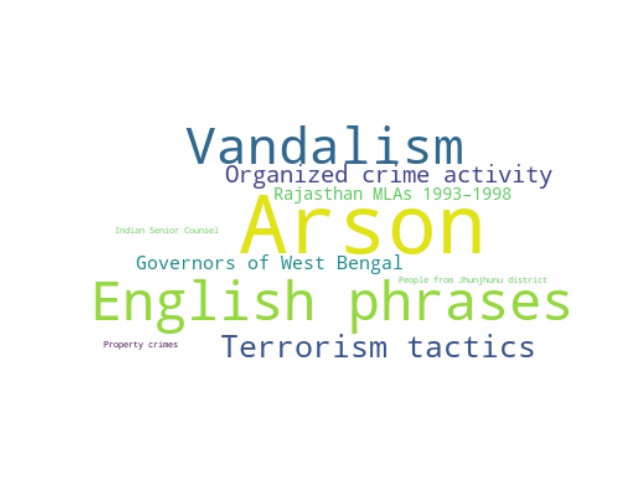 Vandalism
Organized crime activity
Rajasthan MLAs 1993–1998
Arson
Indian Senior Counsel
Governors of West Bengal
People from Jhunjhunu district
English phrases
Property crimes
Terrorism tactics